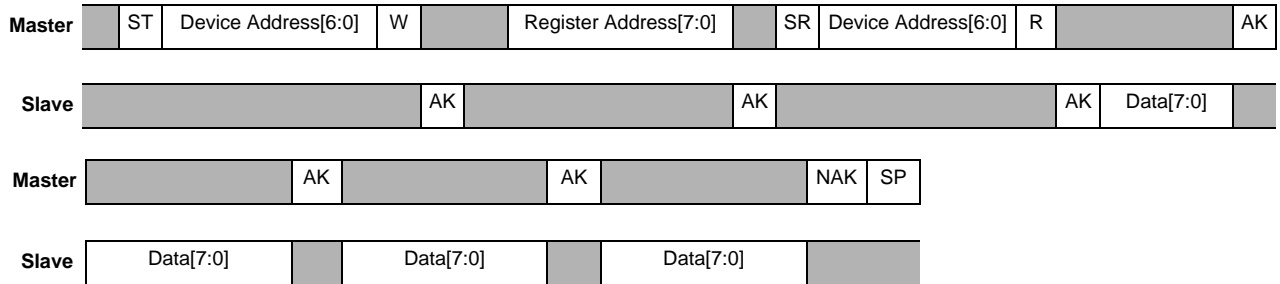 Master ST Device Address[6:0] W Register Address[7:0] SR Device Address[6:0] R AK
Slave AK AK AK Data[7:0]
Master AK AK NAK SP
Slave Data[7:0] Data[7:0] Data[7:0]